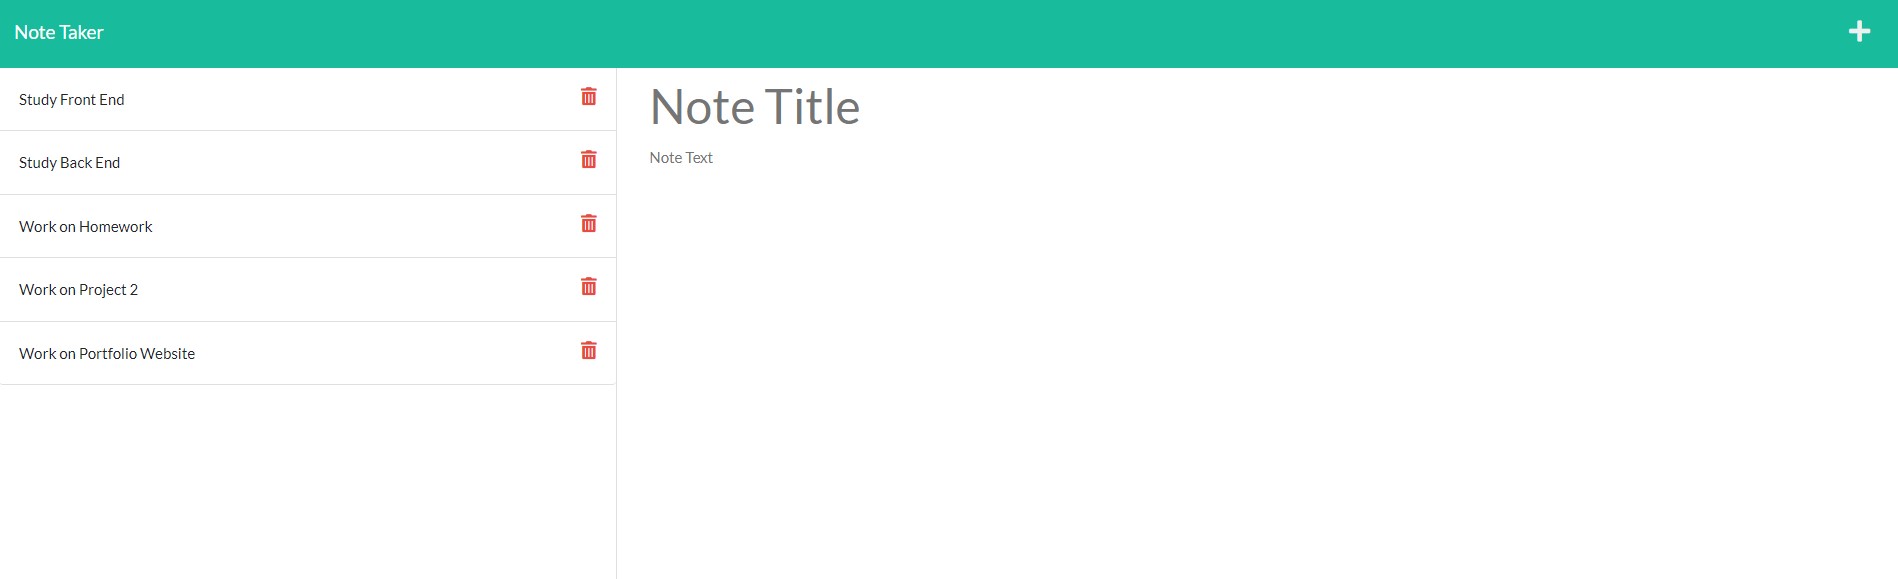 Note Taker
Study Front End
Study Back End
Work on Homework
Work on Project 2
Work on Portfolio Website
Note Title
Note Text